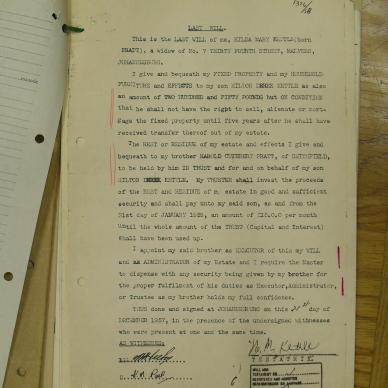 LAST WILL.
This is the LAST WILL of me, HILDA MARY KETTLE(born
PRATT), a widow of No. 7 THIRTY FOURTH STREET, MALVERN,
JOHANNESBURG.
I give and bequeath my FIXED PROPERTY and my HOUSEHOLD
FURNITURE and EFFECTS to my son HILTON DEREK KETTLE as also
an amount of TWO HUNDRED and FIFTY POUNDS but ON CONDITION
that he shall not have the right to sell, alienate or mort-
gage the fixed property until five years after he shall have
received transfer thereof out of my estate.
The REST or RESIDUE of my estate and effects I give and
bequeath to my brother HAROLD CUTHBERT PRATT, of
to be held by him IN TRUST and for and on behalf of my son
HILTON DEREK KETTLE. My TRUSTEE shall invest the proceeds
of the REST and RESIDUE of my estate in good and sufficient
security and shall pay unto my said son, as and from the
31st day of JANUARY an amount of per month
until the whole amount of the TRUST (Capital and Interest)
shall have been used up.
I appoint my said brother as EXECUTOR of this my WILL
and as ADMINISTRATOR of my Estate and I require the Master
to dispense with any security being given by my brother for
the proper fulfilment of his duties as Executor,Administrator,
or Trustee as my brother holds my full confidence.
THUS done and signed at JOHANNESBURG on this day of
DECEMBER 1957, in the presence of the undersigned witnesses
who were present at one and the same time.
AS WITNESSES:
H. M. Kettle
TESTATRIX
1.
2.